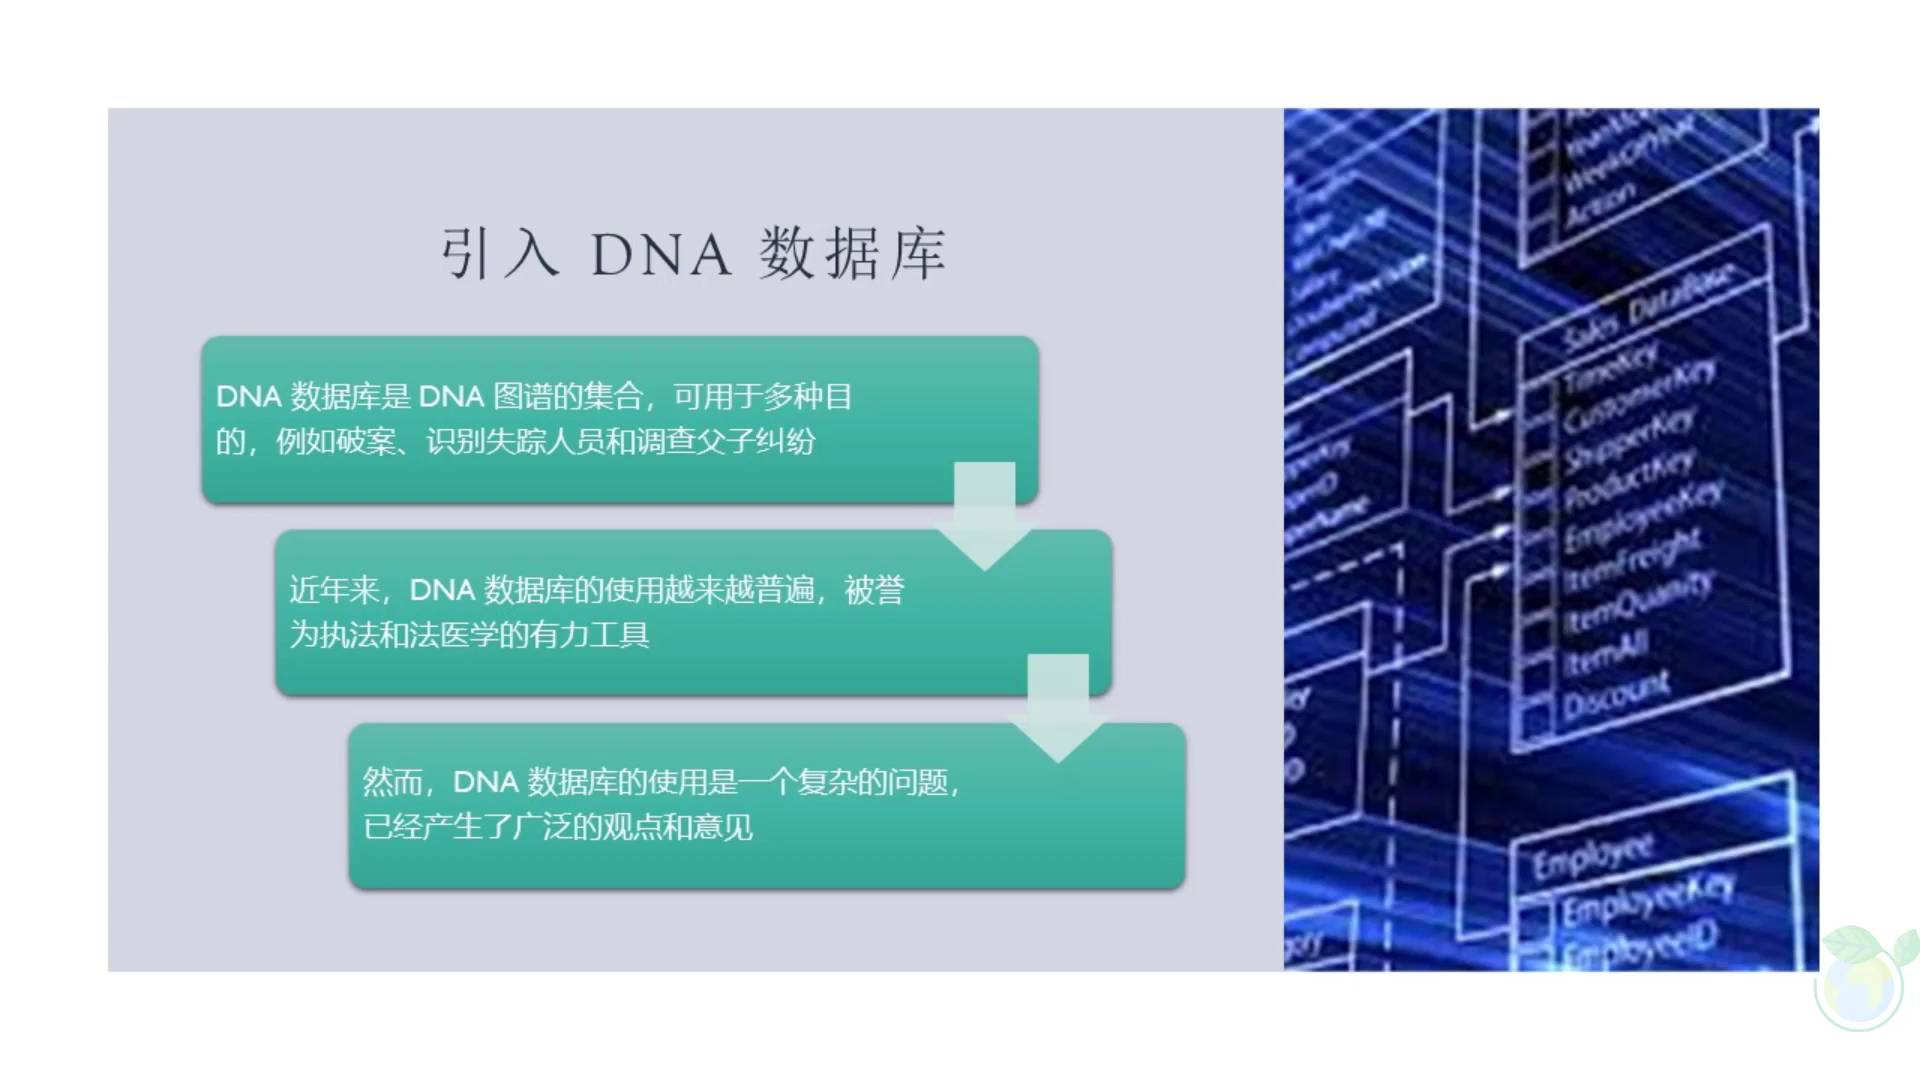 引入 DNA 数据库
DNA 数据库是 DNA 图谱的集合，可用于多种目
的，例如破案、识别失踪人员和调查父子纠纷
近年来，DNA 数据库的使用越来越普遍，被誉
为执法和法医学的有力工具
然而，DNA 数据库的使用是一个复杂的问题，
已经产生了广泛的观点和意见
WeekOfYear
Action
Sales DataBase
TimeKey
CustomerKey
ShipperKey
ProductKey
EmployeeKey
ItemFreight
ItemQuanity
ItemAll
Discount
Employee
EmployeeKey
EmployeeID